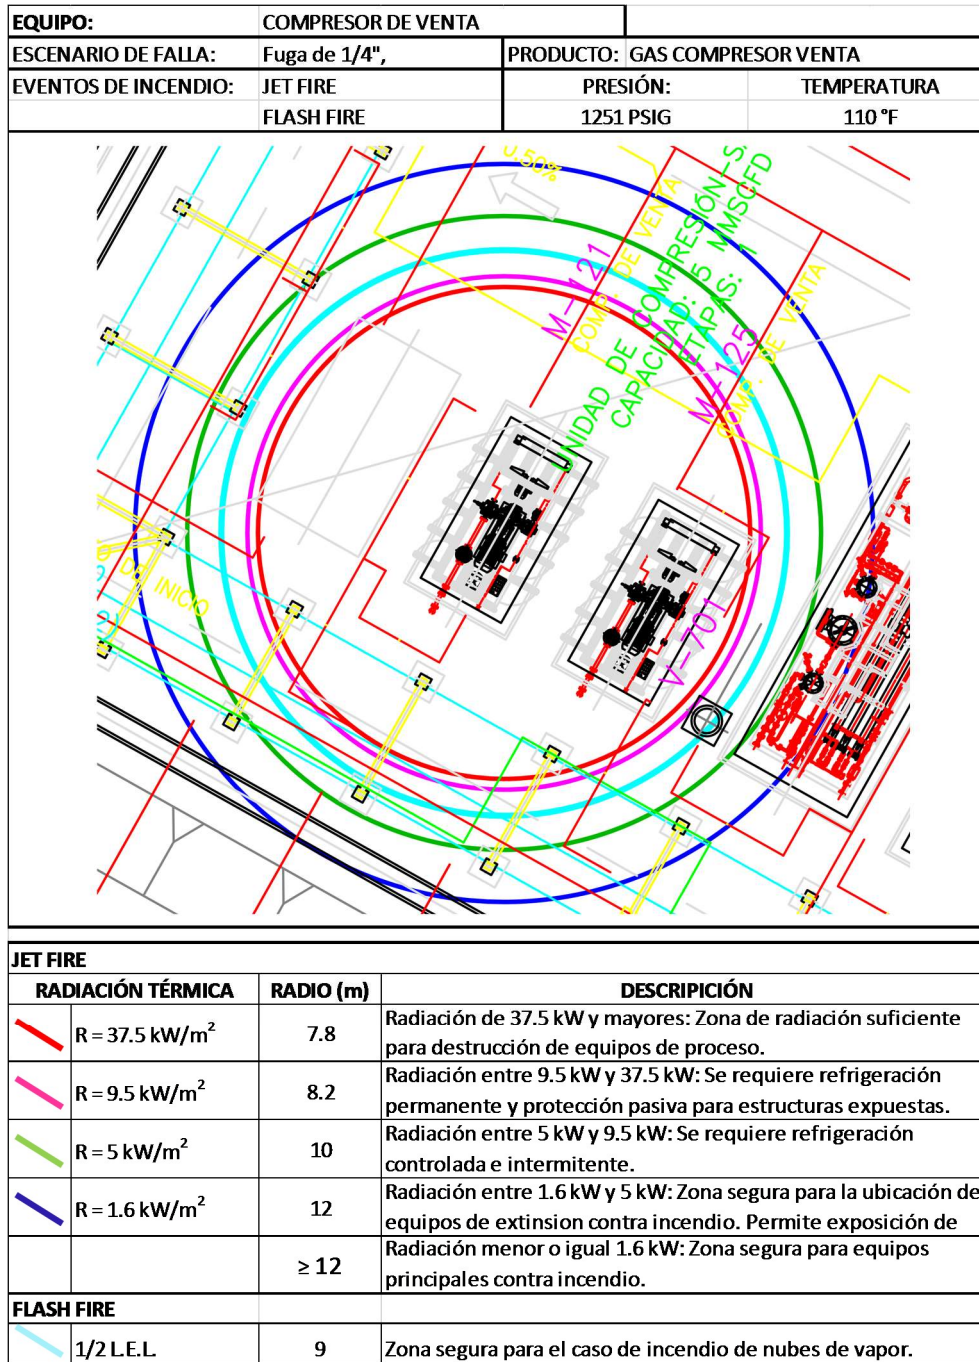 EQUIPO: COMPRESOR DE VENTA
ESCENARIO DE FALLA: Fuga de 1/4", PRODUCTO: GAS COMPRESOR VENTA
EVENTOS DE INCENDIO: JET FIRE PRESIÓN: TEMPERATURA
FLASH FIRE 1251 PSIG 110 °F
0.50%
M-121
COMP. DE VENTA
UNIDAD DE COMPRESIÓN-S
CAPACIDAD: 5 MMSCFD
ETAPAS: 1
M-125
COMP. DE VENTA
DE INICIO
V-701
JET FIRE
RADIACIÓN TÉRMICA RADIO (m) DESCRIPICIÓN
R = 37.5 kW/m² 7.8 Radiación de 37.5 kW y mayores: Zona de radiación suficiente
para destrucción de equipos de proceso.
R = 9.5 kW/m² 8.2 Radiación entre 9.5 kW y 37.5 kW: Se requiere refrigeración
permanente y protección pasiva para estructuras expuestas.
R = 5 kW/m² 10 Radiación entre 5 kW y 9.5 kW: Se requiere refrigeración
controlada e intermitente.
R = 1.6 kW/m² 12 Radiación entre 1.6 kW y 5 kW: Zona segura para la ubicación de
equipos de extinsion contra incendio. Permite exposición de
≥ 12 Radiación menor o igual 1.6 kW: Zona segura para equipos
principales contra incendio.
FLASH FIRE
1/2 L.E.L. 9 Zona segura para el caso de incendio de nubes de vapor.